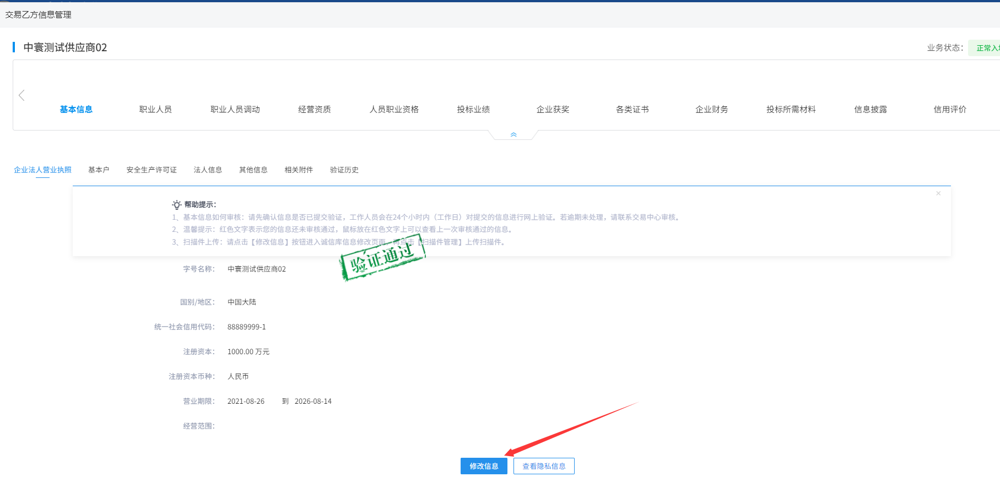 交易乙方信息管理
中寰测试供应商02
业务状态：
正常入
基本信息 职业人员 职业人员调动 经营资质 人员职业资格 投标业绩 企业获奖 各类证书 企业财务 投标所需材料 信息披露 信用评价
企业法人营业执照 基本户 安全生产许可证 法人信息 其他信息 相关附件 验证历史
帮助提示：
1、基本信息如何审核：请先确认信息是否已提交验证，工作人员会在24个小时内（工作日）对提交的信息进行网上验证。若逾期未处理，请联系交易中心审核。
2、温馨提示：红色文字表示您的信息还未审核通过，鼠标放在红色文字上可以查看上一次审核通过的信息。
3、扫描件上传：请点击【修改信息】按钮进入诚信库信息修改页面，再点击【扫描件管理】上传扫描件。
验证通过
字号名称： 中寰测试供应商02
国别/地区： 中国大陆
统一社会信用代码： 88889999-1
注册资本： 1000.00 万元
注册资本币种： 人民币
营业期限： 2021-08-26 到 2026-08-14
经营范围：
修改信息 查看隐私信息